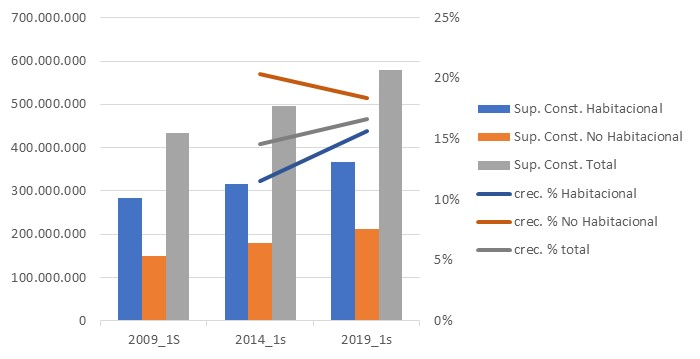 700.000.000
600.000.000
500.000.000
400.000.000
300.000.000
200.000.000
100.000.000
0
25%
20%
15%
10%
5%
0%
2009_1S
2014_1s
2019_1s
Sup. Const. Habitacional
Sup. Const. No Habitacional
Sup. Const. Total
crec. % Habitacional
crec. % No Habitacional
crec. % total